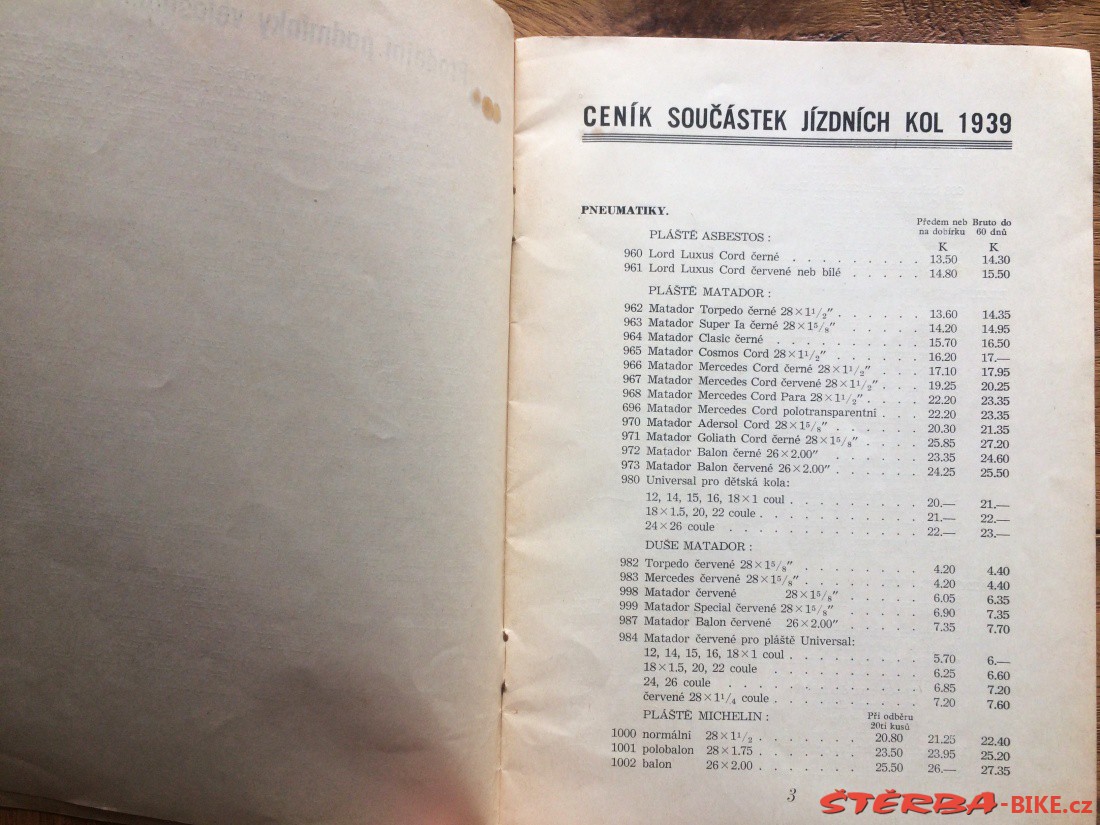 CENÍK SOUČÁSTEK JÍZDNÍCH KOL 1939
PNEUMATIKY.
Předem neb Bruto do
na dobírku 60 dnů
PLÁŠTĚ ASBESTOS :
K K
960 Lord Luxus Cord černé . . . . . . . . . 13.50 14.30
961 Lord Luxus Cord červené neb bílé . . . . . 14.80 15.50
PLÁŠTĚ MATADOR :
962 Matador Torpedo černé 28×1¹/₂″ . . . . . . 13.60 14.35
963 Matador Super Ia černé 28×1⁵/₈″ . . . . . . 14.20 14.95
964 Matador Clasic černé . . . . . . . . . . 15.70 16.50
965 Matador Cosmos Cord 28×1¹/₂″ . . . . . . . 16.20 17.—
966 Matador Mercedes Cord černé 28×1¹/₂″ . . . 17.10 17.95
967 Matador Mercedes Cord červené 28×1¹/₂″ . . . 19.25 20.25
968 Matador Mercedes Cord Para 28×1¹/₂″ . . . . 22.20 23.35
696 Matador Mercedes Cord polotransparentní . . . 22.20 23.35
970 Matador Adersol Cord 28×1⁵/₈″ . . . . . . 20.30 21.35
971 Matador Goliath Cord černé 28×1⁵/₈″ . . . . 25.85 27.20
972 Matador Balon černé 26×2.00″ . . . . . . 23.35 24.60
973 Matador Balon červené 26×2.00″ . . . . . . 24.25 25.50
980 Universal pro dětská kola:
12, 14, 15, 16, 18×1 coul . . . . . . . . . 20.— 21.—
18×1.5, 20, 22 coule . . . . . . . . . . . 21.— 22.—
24×26 coule . . . . . . . . . . . . . 22.— 23.—
DUŠE MATADOR :
982 Torpedo červené 28×1⁵/₈″ . . . . . . . . 4.20 4.40
983 Mercedes červené 28×1⁵/₈″ . . . . . . . . 4.20 4.40
998 Matador červené 28×1⁵/₈″ . . . . . 6.05 6.35
999 Matador Special červené 28×1⁵/₈″ . . . . . 6.90 7.35
987 Matador Balon červené 26×2.00″ . . . . . 7.35 7.70
984 Matador červené pro pláště Universal:
12, 14, 15, 16, 18×1 coul . . . . . . . . . 5.70 6.—
18×1.5, 20, 22 coule . . . . . . . . . . 6.25 6.60
24, 26 coule . . . . . . . . . . . . . 6.85 7.20
červené 28×1¹/₄ coule . . . . . . . . . . 7.20 7.60
PLÁŠTĚ MICHELIN :
Při odběru
20ti kusů
1000 normální 28×1¹/₂ . . . . . . . 20.80 21.25 22.40
1001 polobalon 28×1.75 . . . . . . . 23.50 23.95 25.20
1002 balon 26×2.00 . . . . . . . 25.50 26.— 27.35
3
ŠTĚRBA-BIKE.cz